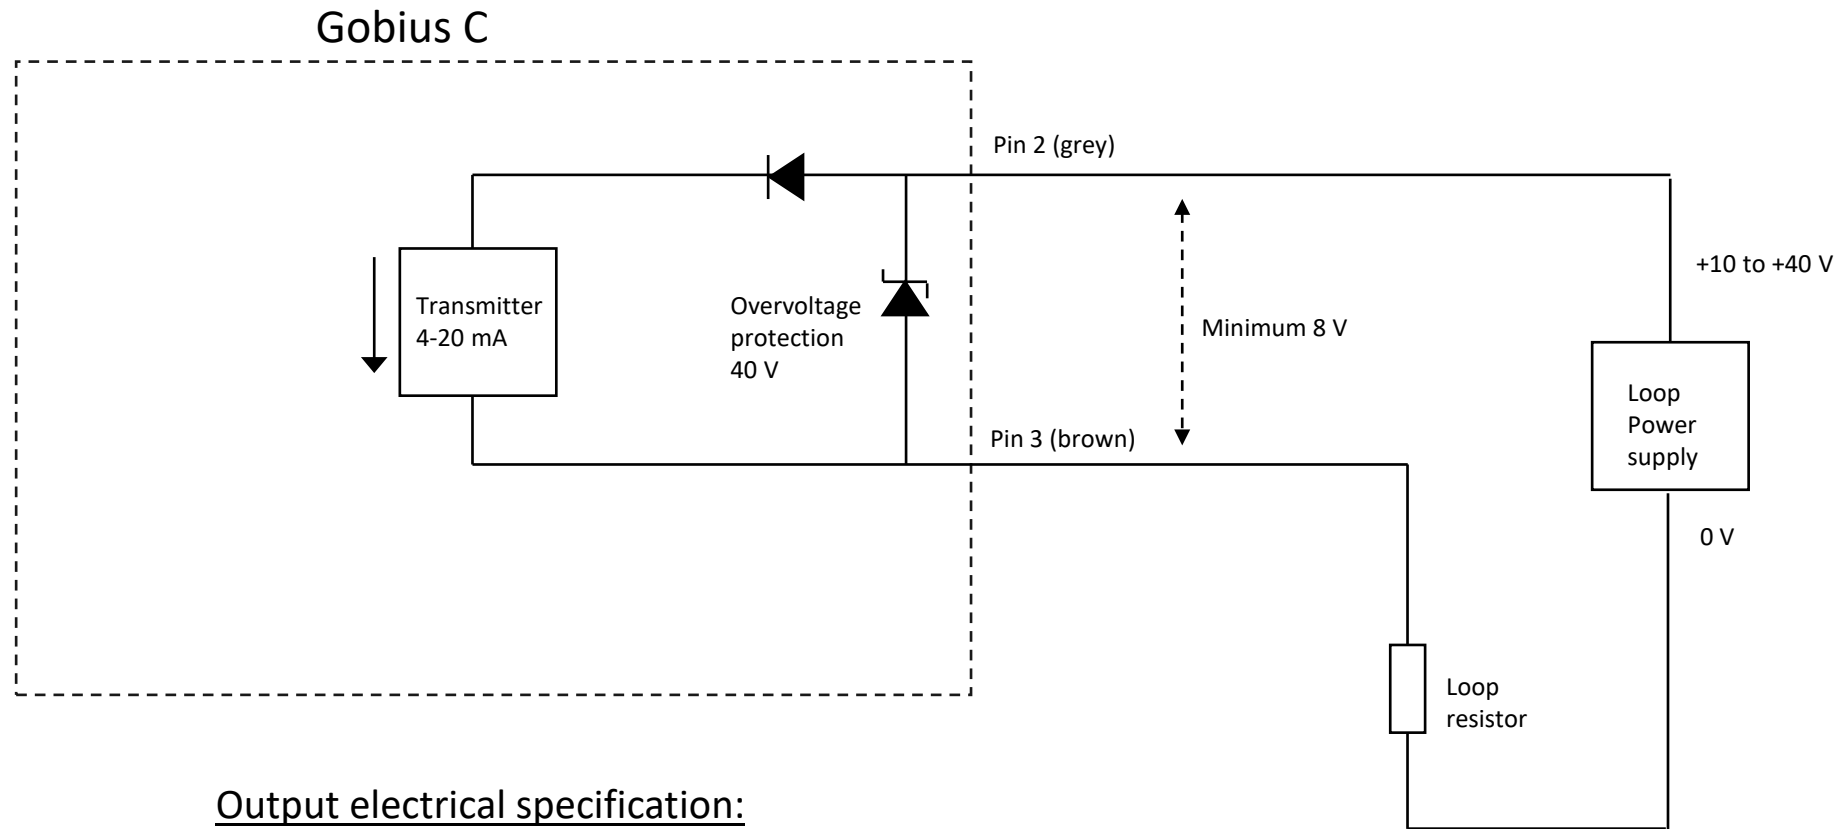 Gobius C
Pin 2 (grey)
+10 to +40 V
Transmitter
4-20 mA
Overvoltage
protection
40 V
Minimum 8 V
Loop
Power
supply
Pin 3 (brown)
0 V
Loop
resistor
Output electrical specification: